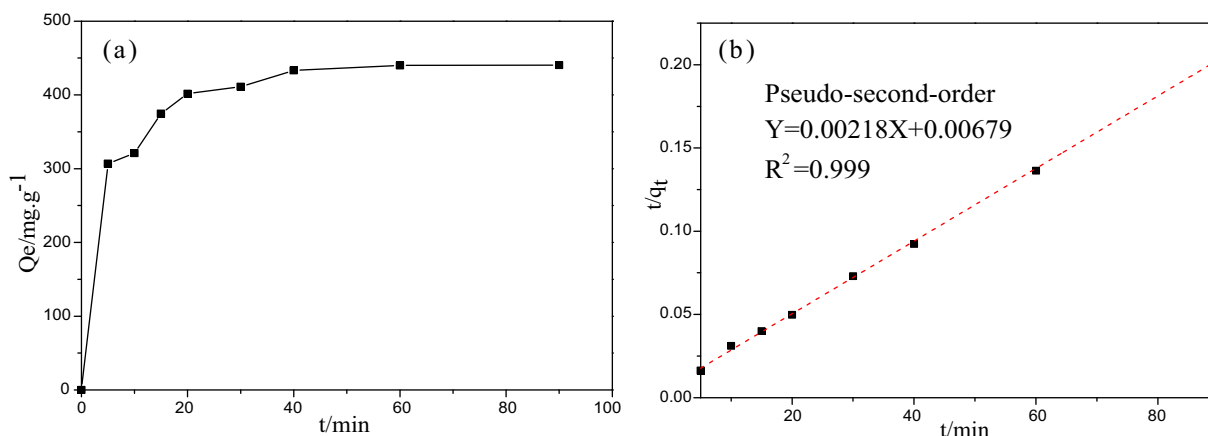 (a)
Qe/mg.g⁻¹
500
400
300
200
100
0
0 20 40 60 80 100
t/min
(b)
Pseudo-second-order
Y=0.00218X+0.00679
R²=0.999
t/qt
0.20
0.15
0.10
0.05
0.00
20 40 60 80
t/min